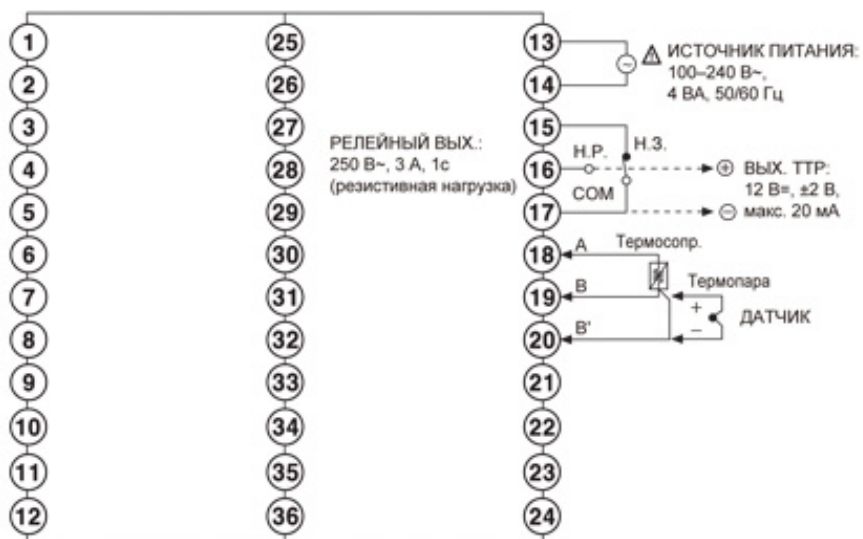 1
2
3
4
5
6
7
8
9
10
11
12
25
26
27
28
29
30
31
32
33
34
35
36
РЕЛЕЙНЫЙ ВЫХ.:
250 В~, 3 А, 1с
(резистивная нагрузка)
13
14
15
16
17
18
19
20
21
22
23
24
ИСТОЧНИК ПИТАНИЯ:
100–240 В~,
4 ВА, 50/60 Гц
Н.Р.
Н.З.
COM
ВЫХ. ТТР:
12 В=, ±2 В,
макс. 20 мА
A
Термосопр.
B
Термопара
+
–
ДАТЧИК
B'